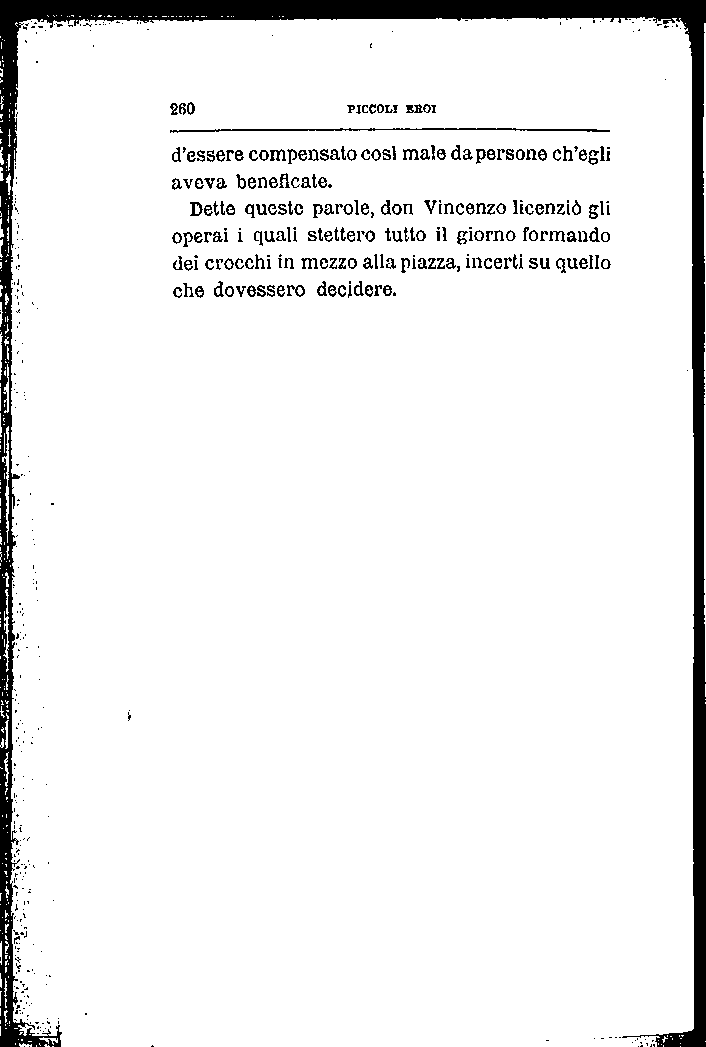 260 PICCOLI EROI
d'essere compensato così male da persone ch'egli
aveva beneficate.
Dette queste parole, don Vincenzo licenziò gli
operai i quali stettero tutto il giorno formando
dei crocchi in mezzo alla piazza, incerti su quello
che dovessero decidere.